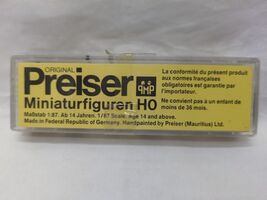 ORIGINAL
Preiser
PMP
Miniaturfiguren HO
Maßstab 1:87. Ab 14 Jahren. 1/87 Scale, age 14 and above.
Made in Federal Republic of Germany. Handpainted by Preiser (Mauritius) Ltd.
La conformité du présent produit
aux normes françaises
obligatoires est garantie par
l'importateur.
Ne convient pas à un enfant de
moins de 36 mois.